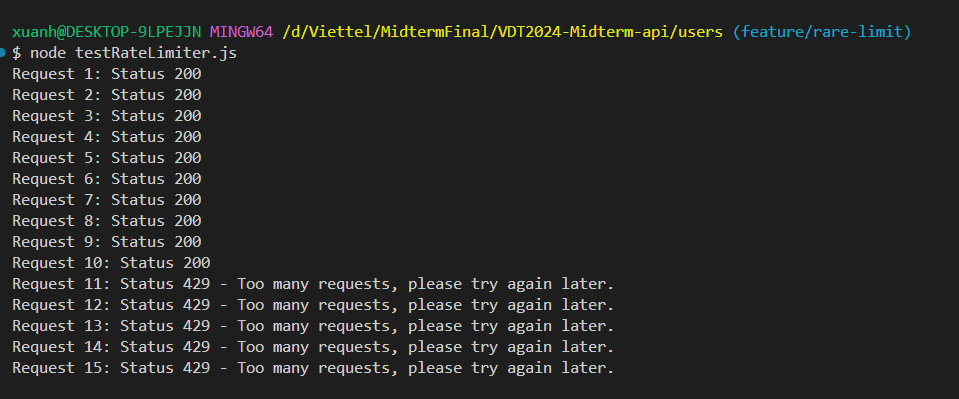 xuanh@DESKTOP-9LPEJJN MINGW64 /d/Viettel/MidtermFinal/VDT2024-Midterm-api/users (feature/rare-limit)
$ node testRateLimiter.js
Request 1: Status 200
Request 2: Status 200
Request 3: Status 200
Request 4: Status 200
Request 5: Status 200
Request 6: Status 200
Request 7: Status 200
Request 8: Status 200
Request 9: Status 200
Request 10: Status 200
Request 11: Status 429 - Too many requests, please try again later.
Request 12: Status 429 - Too many requests, please try again later.
Request 13: Status 429 - Too many requests, please try again later.
Request 14: Status 429 - Too many requests, please try again later.
Request 15: Status 429 - Too many requests, please try again later.